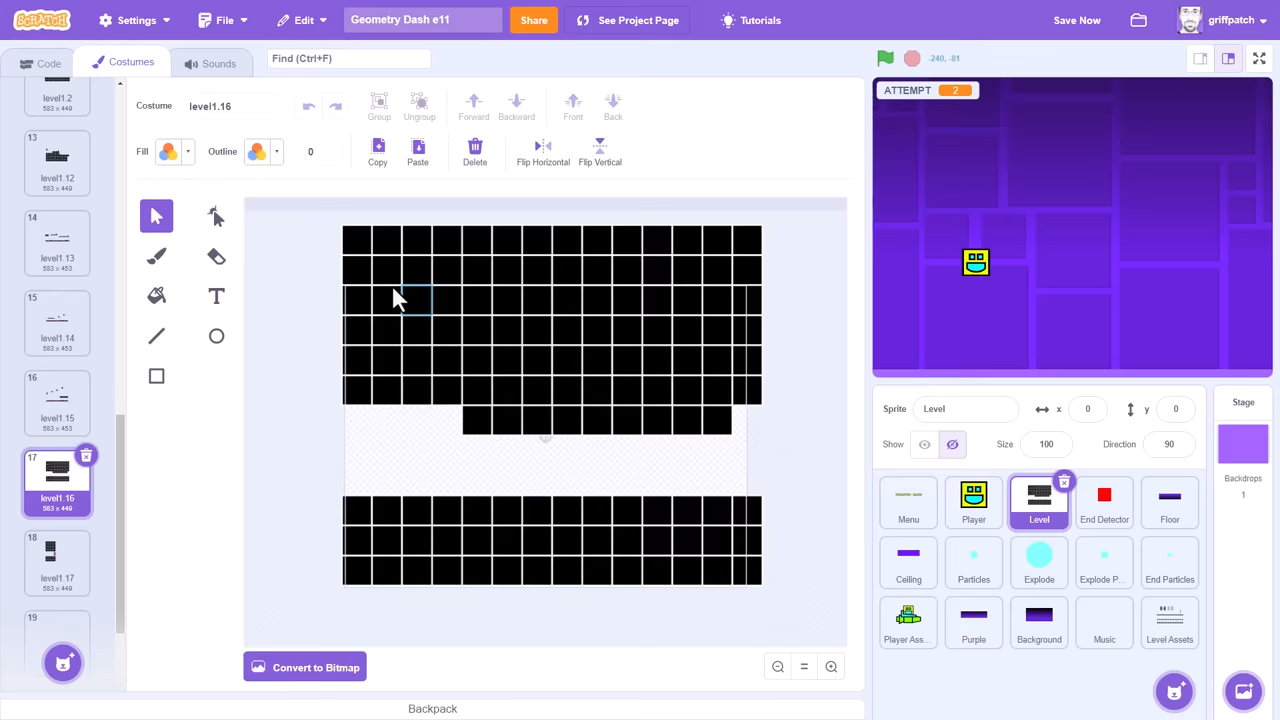 SCRATCH Settings File Edit Geometry Dash e11 Share See Project Page Tutorials Save Now griffpatch
Code Costumes Sounds Find (Ctrl+F) -240, -81
level1.2
13
level1.12
583 x 449
14
level1.13
583 x 453
15
level1.14
583 x 453
16
level1.15
583 x 453
17
level1.16
583 x 449
18
level1.17
583 x 449
19
Costume level1.16
Group Ungroup Forward Backward Front Back
Fill Outline 0
Copy Paste Delete Flip Horizontal Flip Vertical
Convert to Bitmap
Backpack
ATTEMPT 2
Sprite Level x 0 y 0
Show Size 100 Direction 90
Menu Player Level End Detector Floor
Ceiling Particles Explode Explode P... End Particles
Player Ass... Purple Background Music Level Assets
Stage
Backdrops
1